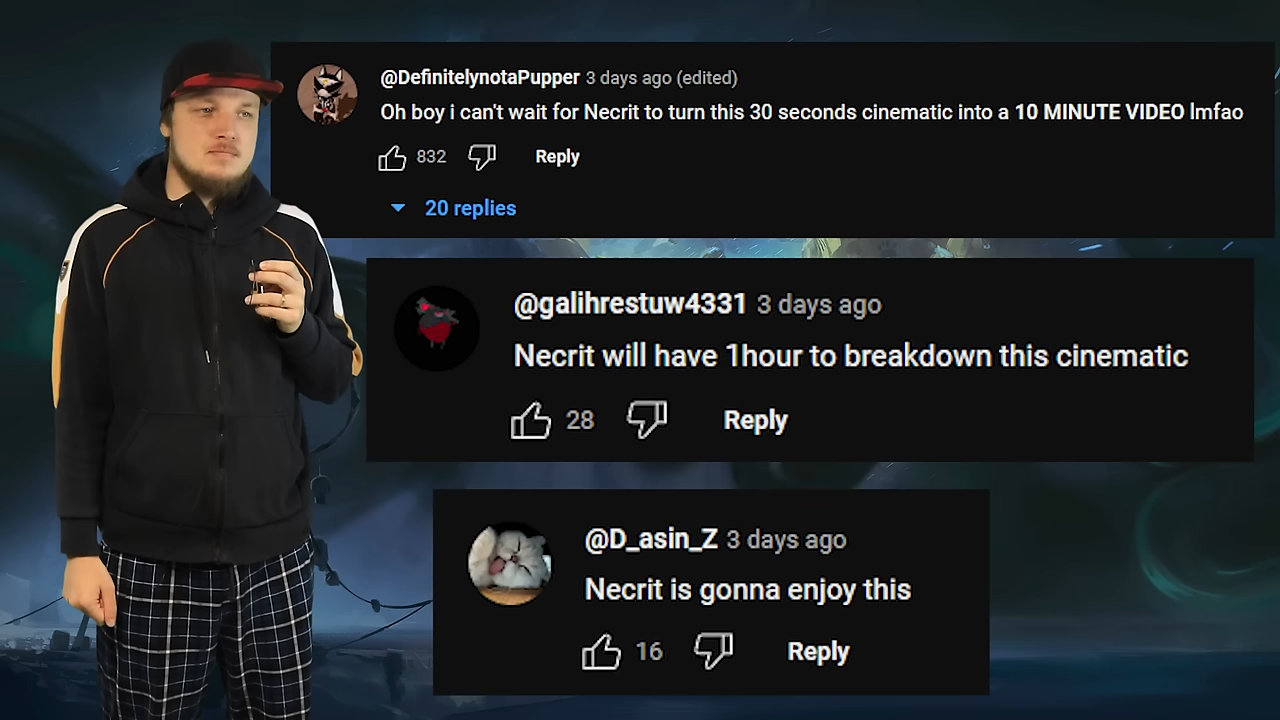 @DefinitelynotaPupper 3 days ago (edited)
Oh boy i can't wait for Necrit to turn this 30 seconds cinematic into a 10 MINUTE VIDEO lmfao
832 Reply
20 replies
@galihrestuw4331 3 days ago
Necrit will have 1hour to breakdown this cinematic
28 Reply
@D_asin_Z 3 days ago
Necrit is gonna enjoy this
16 Reply